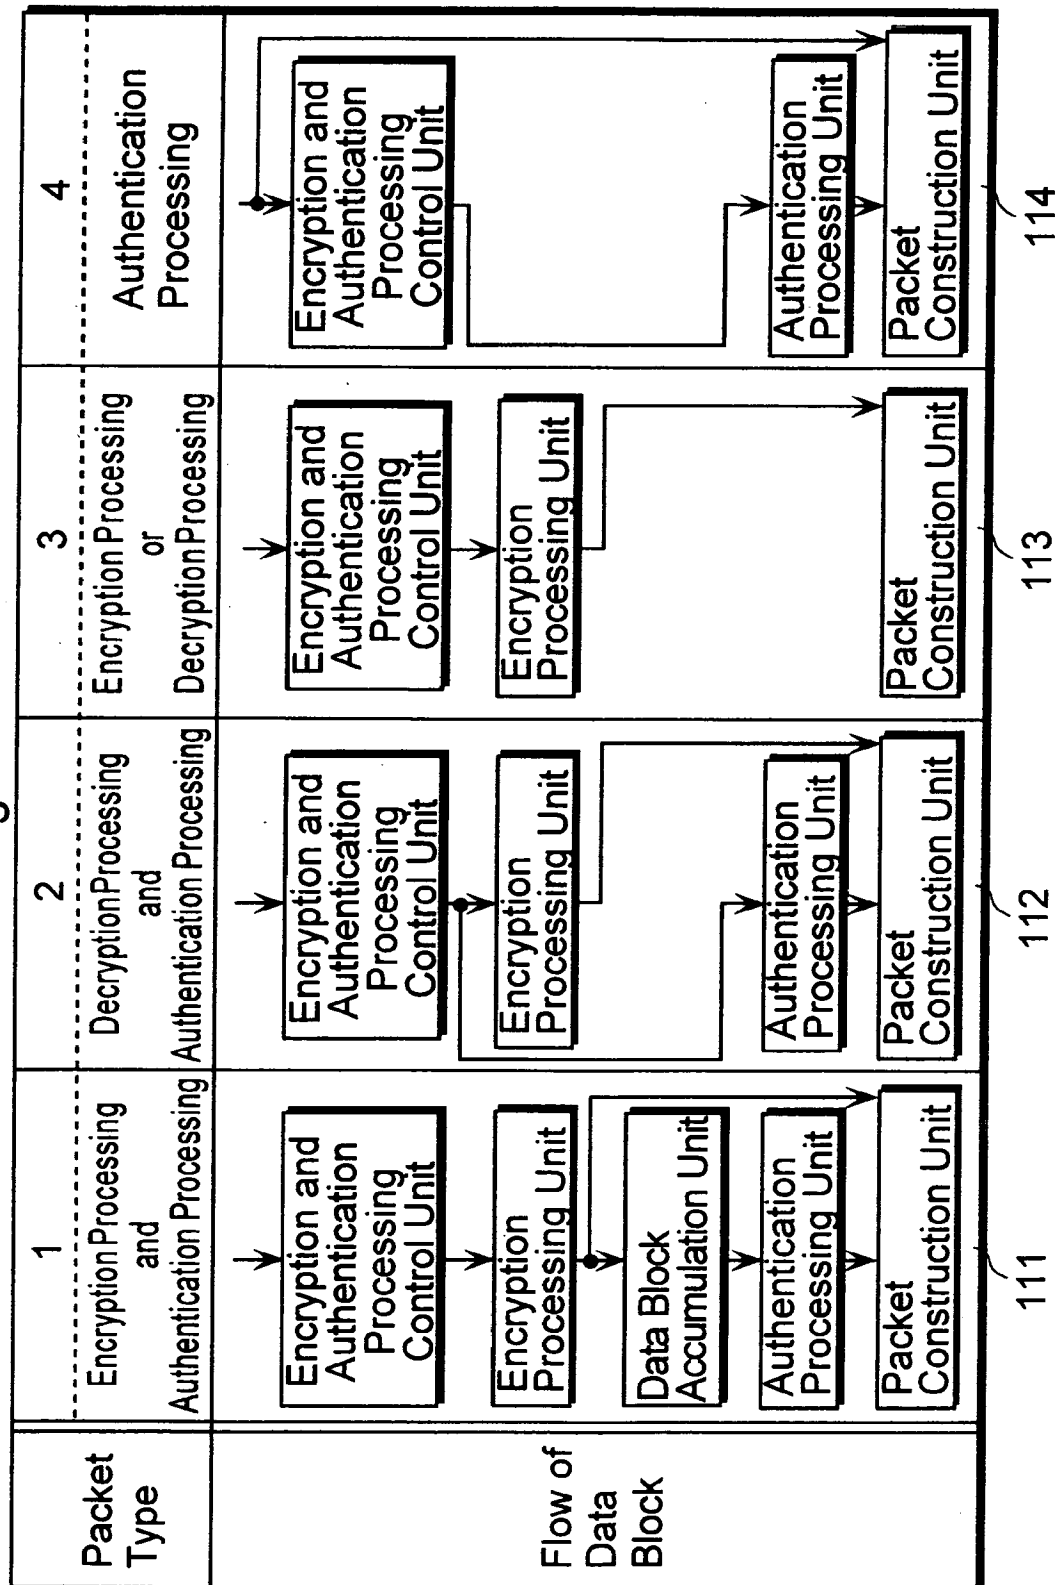 Packet
Type
1
Encryption Processing
and
Authentication Processing
2
Decryption Processing
and
Authentication Processing
3
Encryption Processing
or
Decryption Processing
4
Authentication
Processing
Flow of
Data
Block
Encryption and
Authentication
Processing
Control Unit
Encryption
Processing Unit
Data Block
Accumulation Unit
Authentication
Processing Unit
Packet
Construction Unit
111
Encryption and
Authentication
Processing
Control Unit
Encryption
Processing Unit
Authentication
Processing Unit
Packet
Construction Unit
112
Encryption and
Authentication
Processing
Control Unit
Encryption
Processing Unit
Packet
Construction Unit
113
Encryption and
Authentication
Processing
Control Unit
Authentication
Processing Unit
Packet
Construction Unit
114